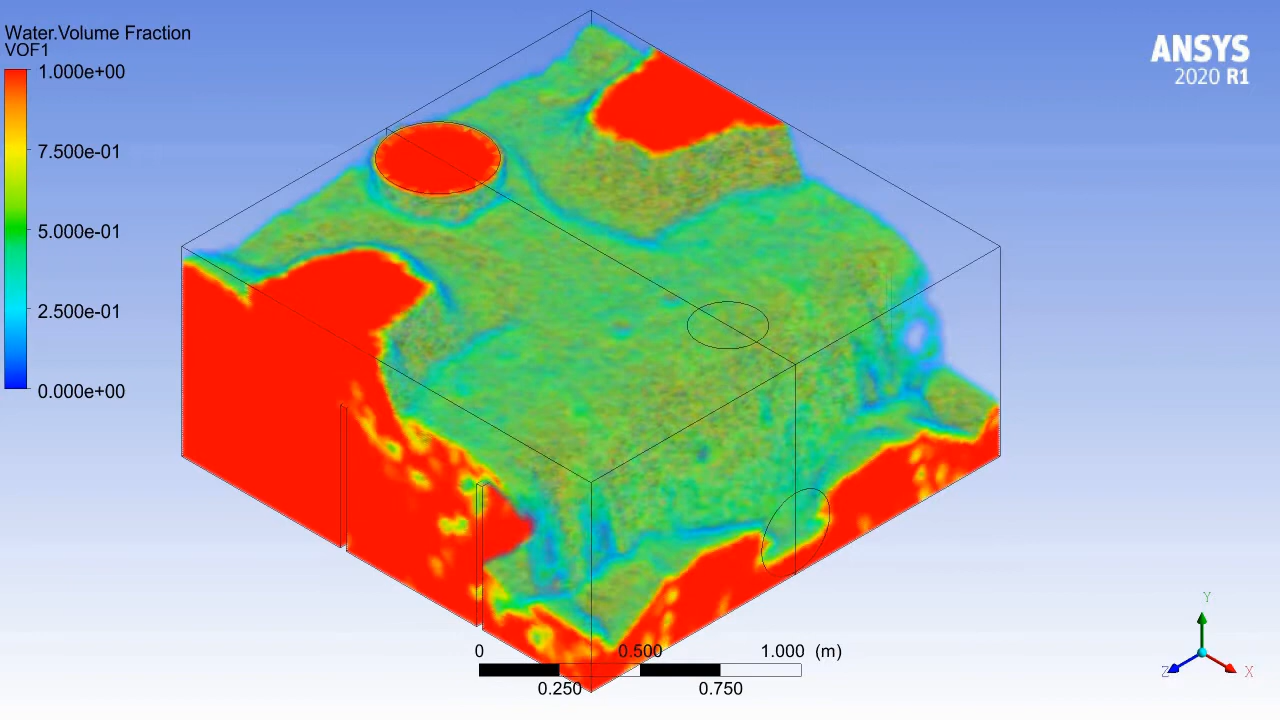 Water.Volume Fraction
VOF1
1.000e+00
7.500e-01
5.000e-01
2.500e-01
0.000e+00
ANSYS
2020 R1
0 0.500 1.000 (m)
0.250 0.750
Y
Z X